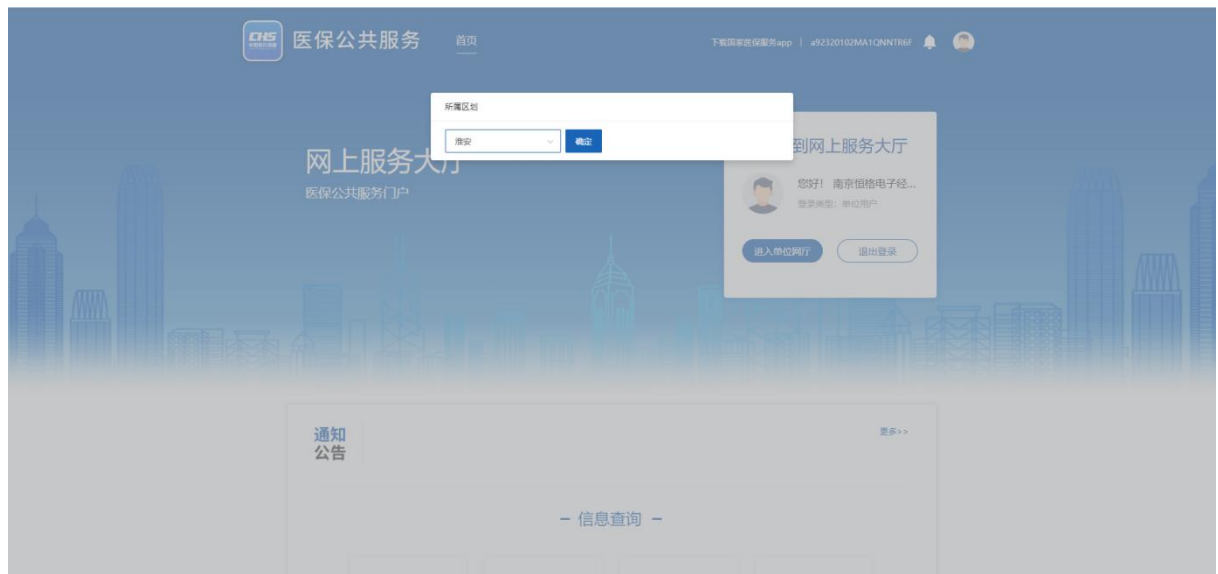 CHS 医保公共服务 首页 下载国家医保服务app | a92320102MA1QNNTR6F
所属区划
淮安 确定
到网上服务大厅
网上服务大厅
您好! 南京恒格电子经...
医保公共服务门户
登录类型: 单位用户
进入单位网厅 退出登录
通知
公告
更多>>
— 信息查询 —